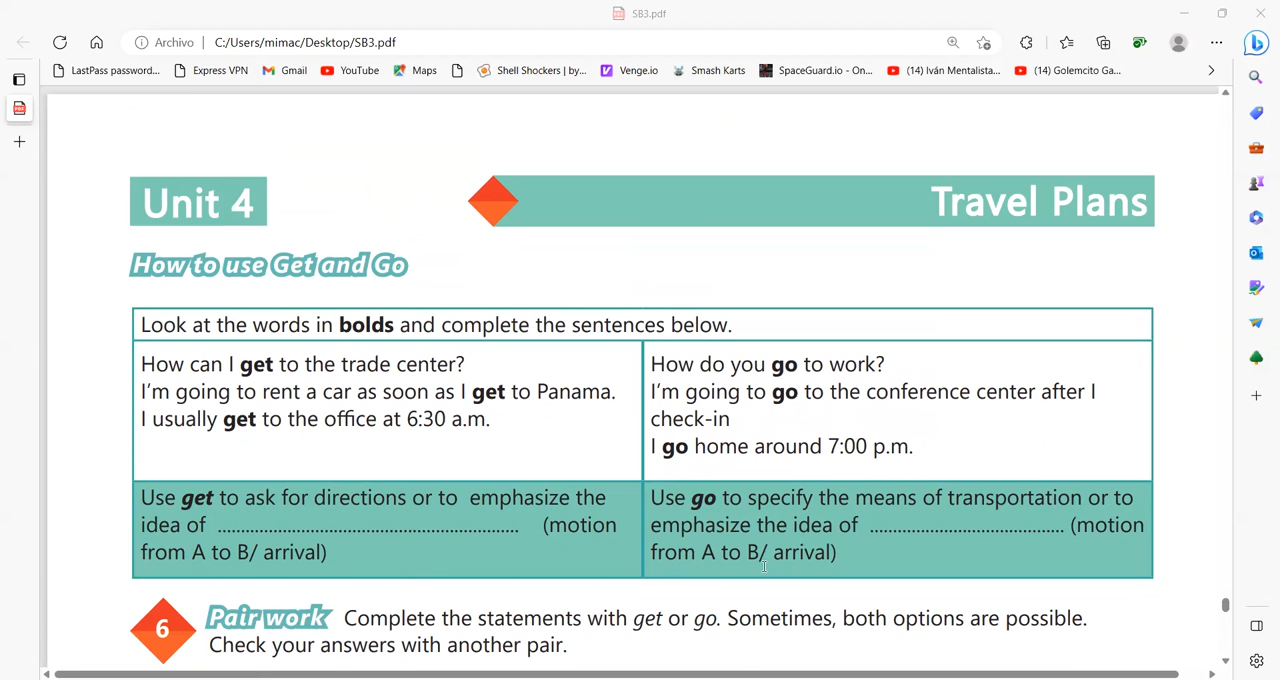 SB3.pdf
Archivo C:/Users/mimac/Desktop/SB3.pdf
LastPass password... Express VPN Gmail YouTube Maps Shell Shockers | by... Venge.io Smash Karts SpaceGuard.io - On... (14) Iván Mentalista... (14) Golemcito Ga...
Unit 4
Travel Plans
How to use Get and Go
Look at the words in bolds and complete the sentences below.
How can I get to the trade center?
I'm going to rent a car as soon as I get to Panama.
I usually get to the office at 6:30 a.m.
How do you go to work?
I'm going to go to the conference center after I
check-in
I go home around 7:00 p.m.
Use get to ask for directions or to emphasize the
idea of ........................................................ (motion
from A to B/ arrival)
Use go to specify the means of transportation or to
emphasize the idea of .................................... (motion
from A to B/ arrival)
6
Pair work Complete the statements with get or go. Sometimes, both options are possible.
Check your answers with another pair.